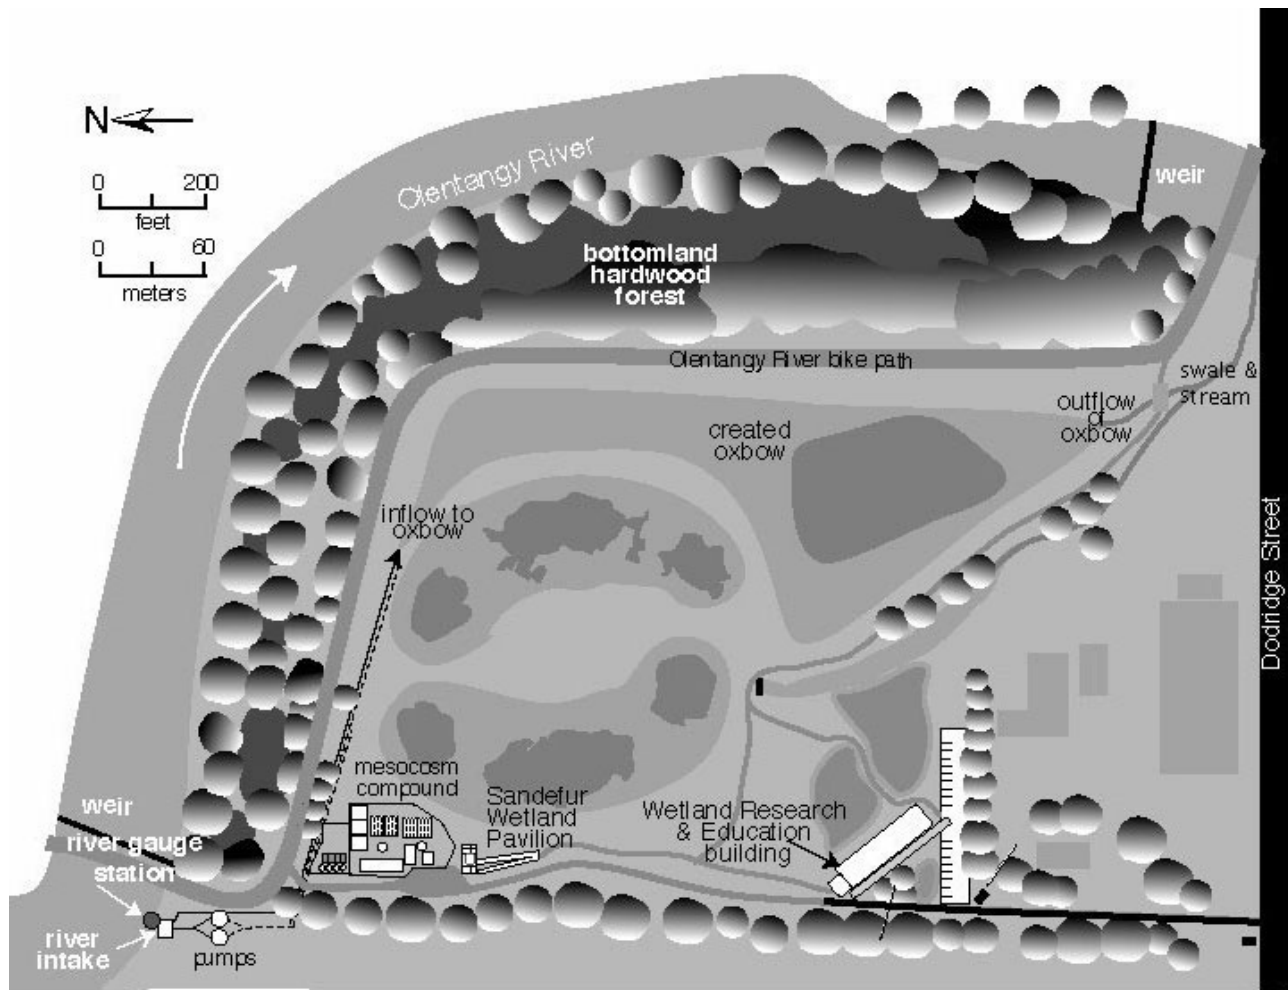 N
0 200
feet
0 60
meters
Olentangy River
weir
bottomland
hardwood
forest
Olentangy River bike path
swale &
stream
outflow
of
oxbow
created
oxbow
inflow to
oxbow
Dodridge Street
mesocosm
compound
Sandefur
Wetland
Pavilion
Wetland Research
& Education
building
weir
river gauge
station
river
intake
pumps